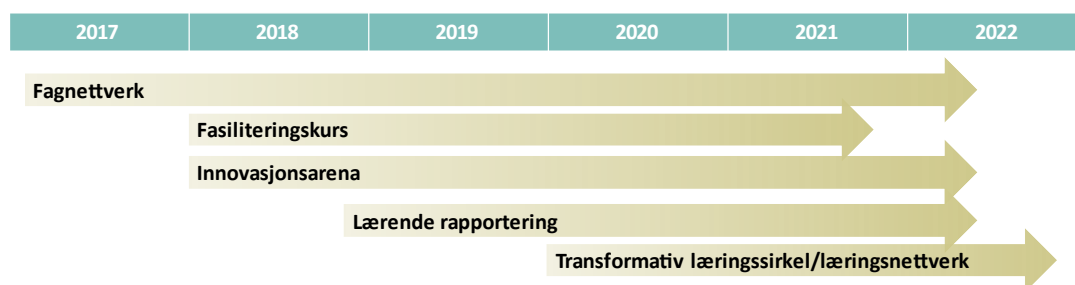 2017 2018 2019 2020 2021 2022
Fagnettverk
Fasiliteringskurs
Innovasjonsarena
Lærende rapportering
Transformativ læringssirkel/læringsnettverk